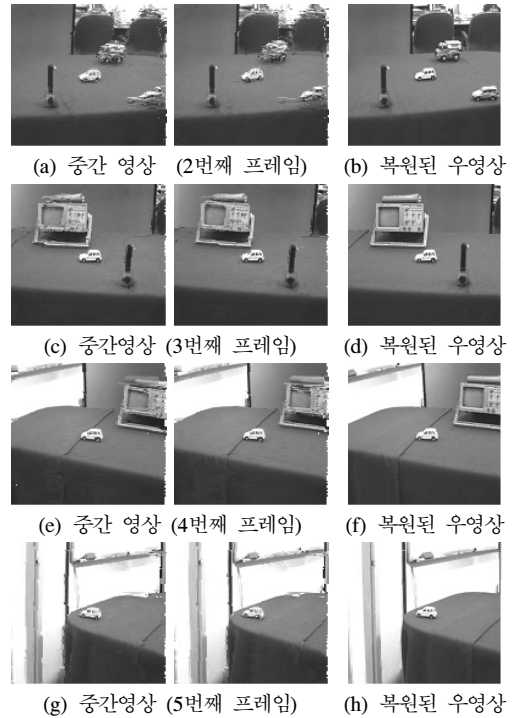 (a) 중간 영상 (2번째 프레임) (b) 복원된 우영상
(c) 중간영상 (3번째 프레임) (d) 복원된 우영상
(e) 중간 영상 (4번째 프레임) (f) 복원된 우영상
(g) 중간영상 (5번째 프레임) (h) 복원된 우영상